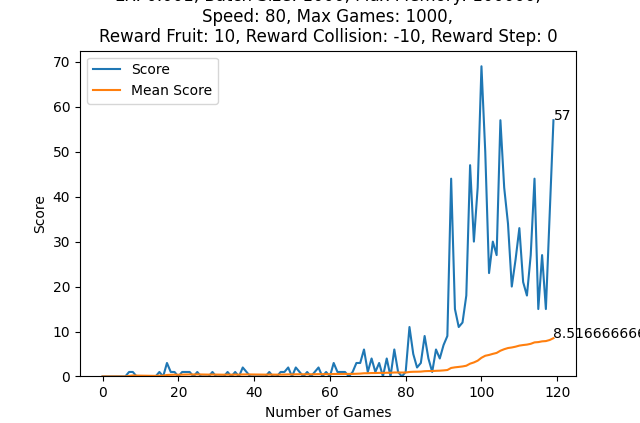 Speed: 80, Max Games: 1000,
Reward Fruit: 10, Reward Collision: -10, Reward Step: 0
Score
Mean Score
70
60
50
40
30
20
10
0
Score
57
8.516666666
0 20 40 60 80 100 120
Number of Games